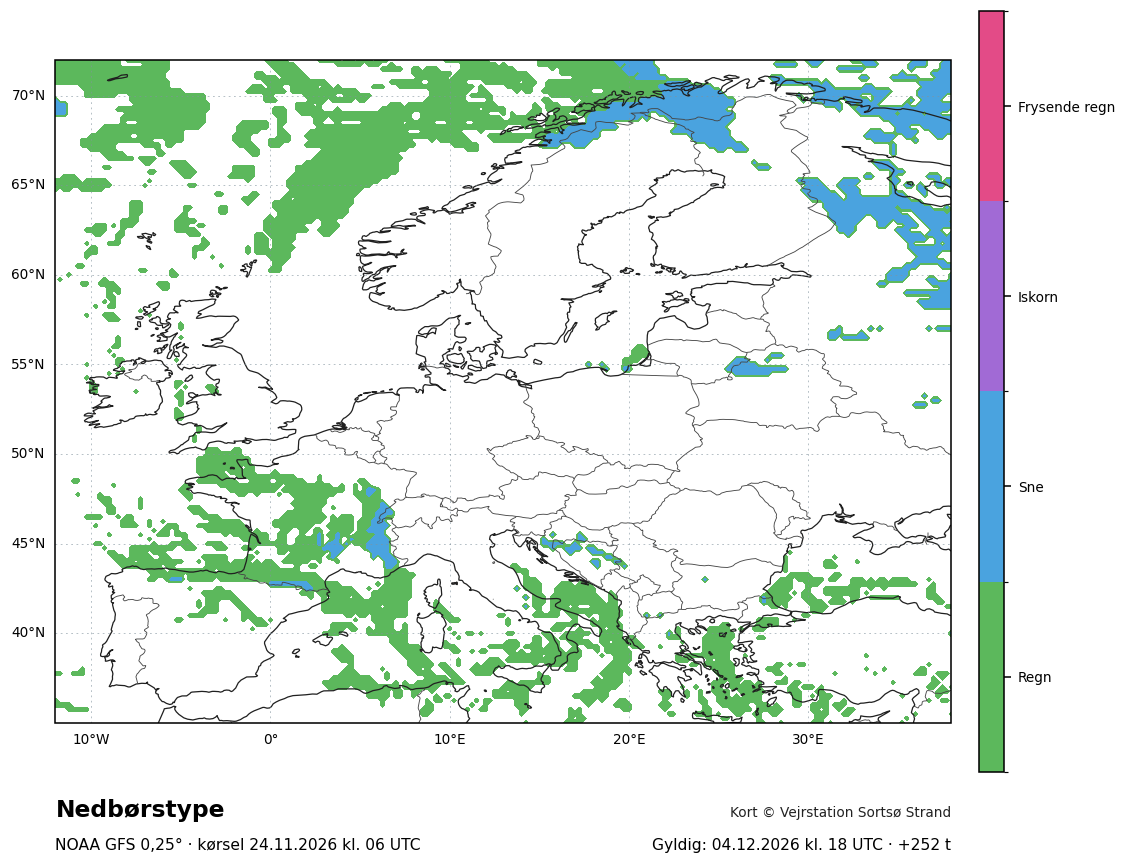 70°N
65°N
60°N
55°N
50°N
45°N
40°N
10°W
0°
10°E
20°E
30°E
Frysende regn
Iskorn
Sne
Regn
Nedbørstype
Kort © Vejrstation Sortsø Strand
NOAA GFS 0,25° · kørsel 24.11.2026 kl. 06 UTC
Gyldig: 04.12.2026 kl. 18 UTC · +252 t